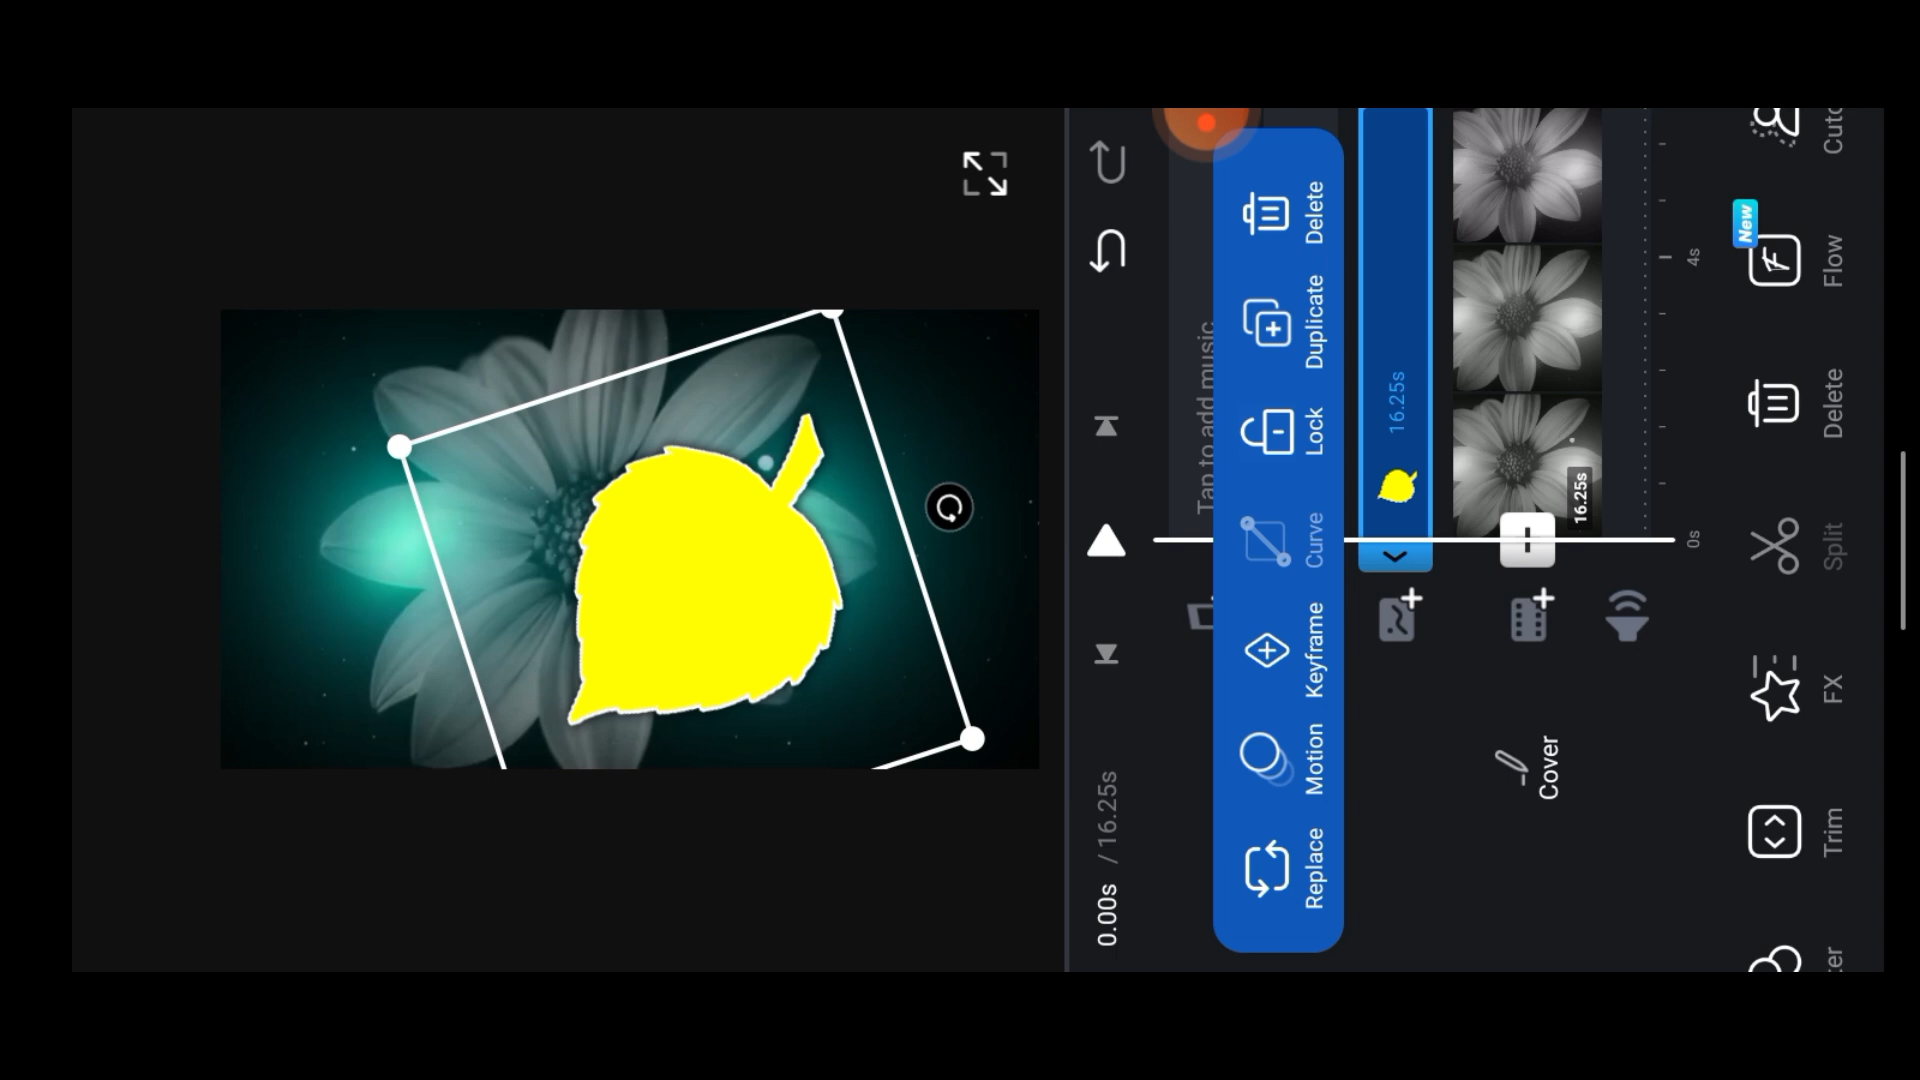 0.00s / 16.25s
Tap to add music
Replace
Motion
Keyframe
Curve
Lock
Duplicate
Delete
16.25s
Cover
16.25s
0s
4s
New
Trim
FX
Split
Delete
Flow